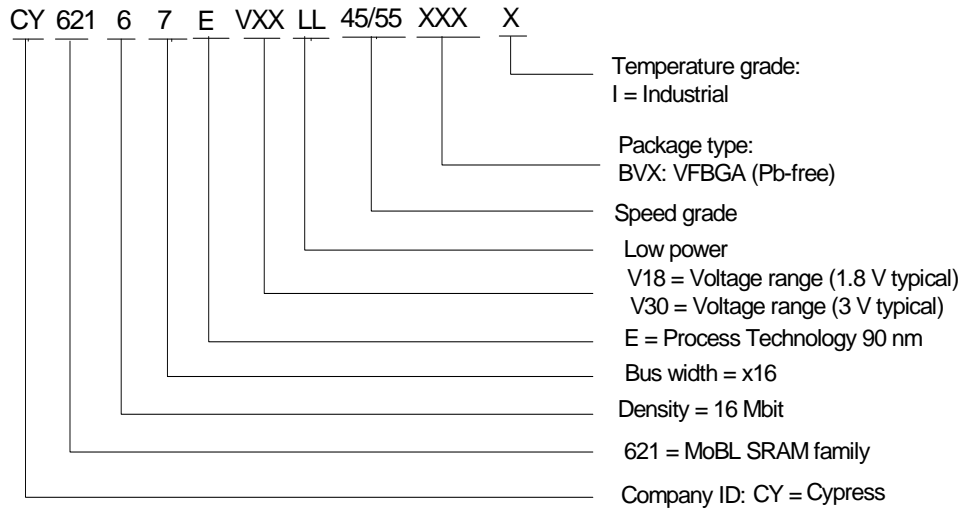 CY 621 6 7 E VXX LL 45/55 XXX X
Temperature grade:
I = Industrial
Package type:
BVX: VFBGA (Pb-free)
Speed grade
Low power
V18 = Voltage range (1.8 V typical)
V30 = Voltage range (3 V typical)
E = Process Technology 90 nm
Bus width = x16
Density = 16 Mbit
621 = MoBL SRAM family
Company ID: CY = Cypress